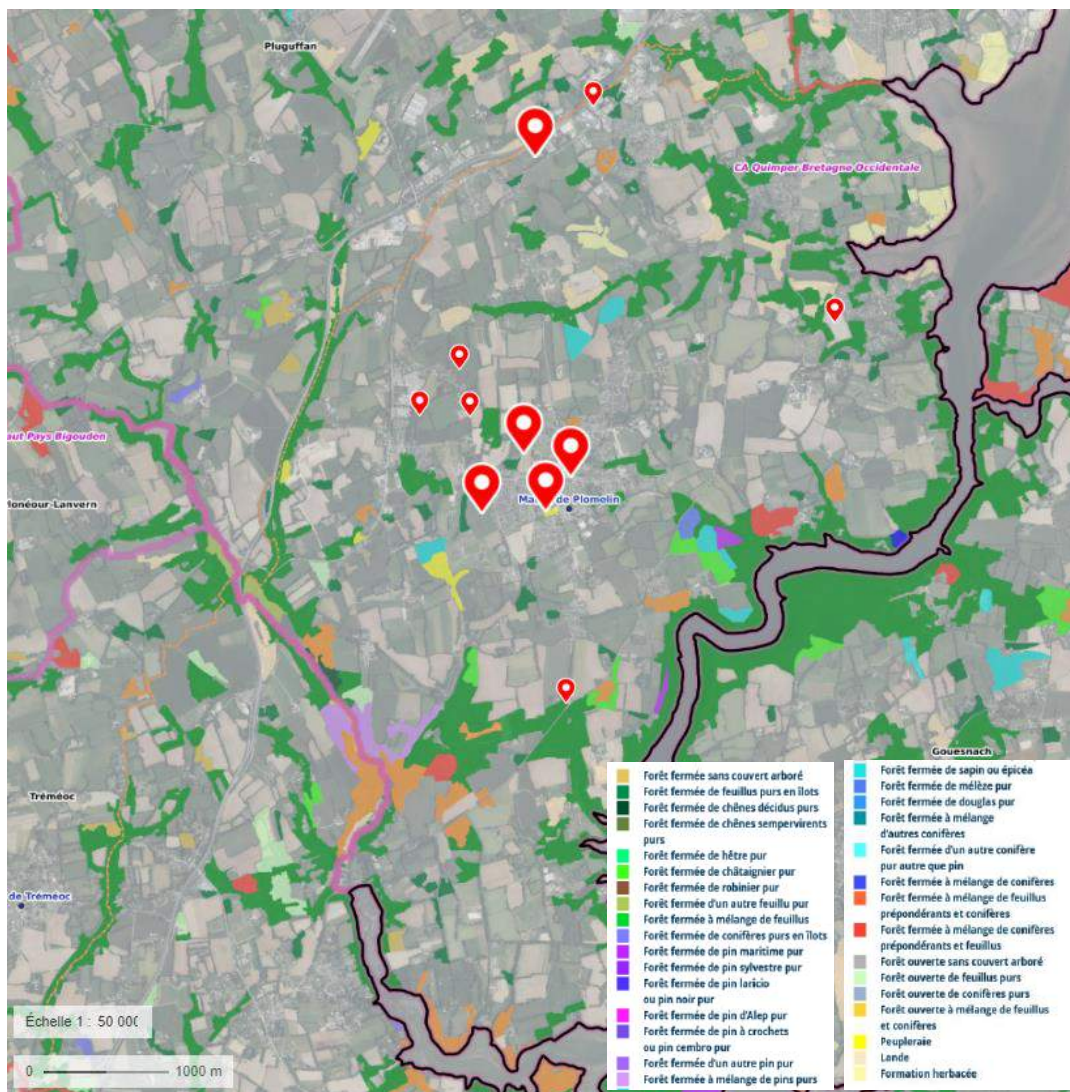 Pluguffan
CA Quimper Bretagne Occidentale
aut Pays Bigouden
lonéour-Lanvern
de Plomelin
Gouesnach
Tréméoc
de Tréméoc
Échelle 1 : 50 00
0 1000 m
Forêt fermée sans couvert arboré
Forêt fermée de feuillus purs en îlots
Forêt fermée de chênes décidus purs
Forêt fermée de chênes sempervirents
purs
Forêt fermée de hêtre pur
Forêt fermée de châtaignier pur
Forêt fermée de robinier pur
Forêt fermée d'un autre feuillu pur
Forêt fermée à mélange de feuillus
Forêt fermée de conifères purs en îlots
Forêt fermée de pin maritime pur
Forêt fermée de pin sylvestre pur
Forêt fermée de pin laricio
ou pin noir pur
Forêt fermée de pin d'Alep pur
Forêt fermée de pin à crochets
ou pin cembro pur
Forêt fermée d'un autre pin pur
Forêt fermée à mélange de pins purs
Forêt fermée de sapin ou épicéa
Forêt fermée de mélèze pur
Forêt fermée de douglas pur
Forêt fermée à mélange
d'autres conifères
Forêt fermée d'un autre conifère
pur autre que pin
Forêt fermée à mélange de conifères
Forêt fermée à mélange de feuillus
prépondérants et conifères
Forêt fermée à mélange de conifères
prépondérants et feuillus
Forêt ouverte sans couvert arboré
Forêt ouverte de feuillus purs
Forêt ouverte de conifères purs
Forêt ouverte à mélange de feuillus
et conifères
Peupleraie
Lande
Formation herbacée